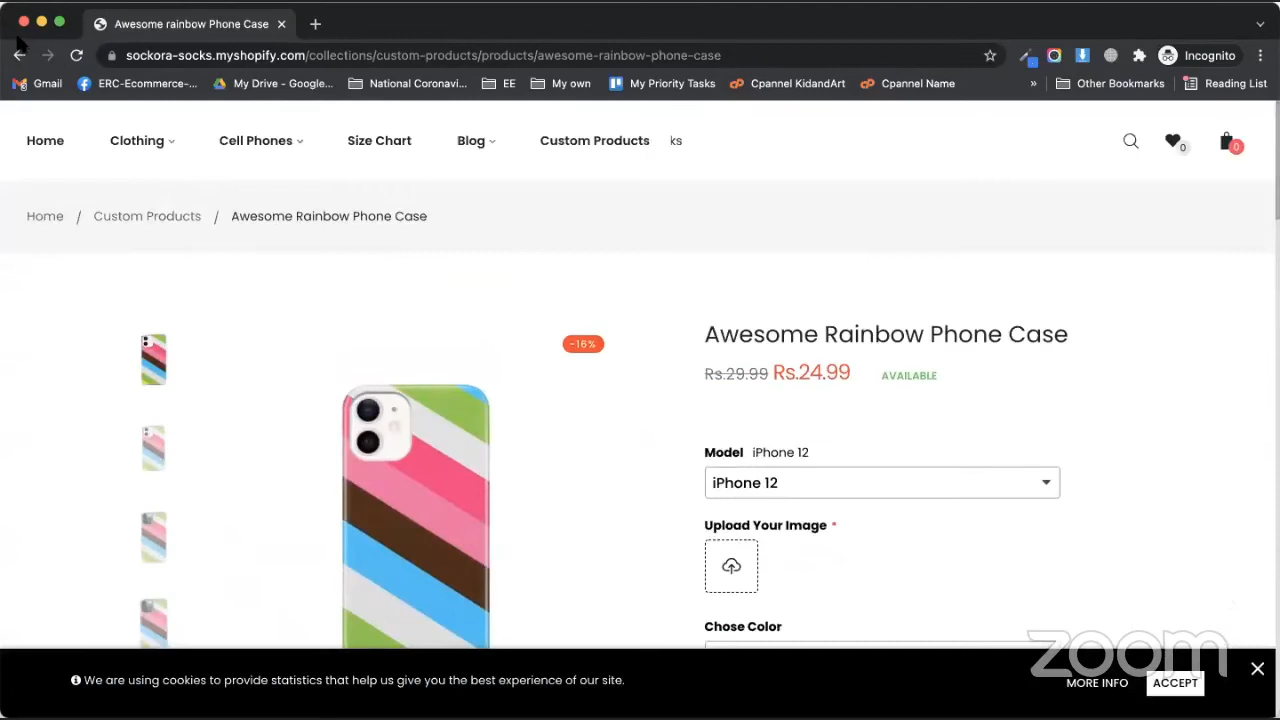 Awesome rainbow Phone Case
sockora-socks.myshopify.com/collections/custom-products/products/awesome-rainbow-phone-case
Incognito
Gmail
ERC-Ecommerce-...
My Drive - Google...
National Coronavi...
EE
My own
My Priority Tasks
Cpannel KidandArt
Cpannel Name
»
Other Bookmarks
Reading List
Home
Clothing
Cell Phones
Size Chart
Blog
Custom Products
ks
0
0
Home / Custom Products / Awesome Rainbow Phone Case
-16%
Awesome Rainbow Phone Case
Rs.29.99 Rs.24.99 AVAILABLE
Model iPhone 12
iPhone 12
Upload Your Image *
Chose Color
We are using cookies to provide statistics that help us give you the best experience of our site.
MORE INFO
ACCEPT
zoom